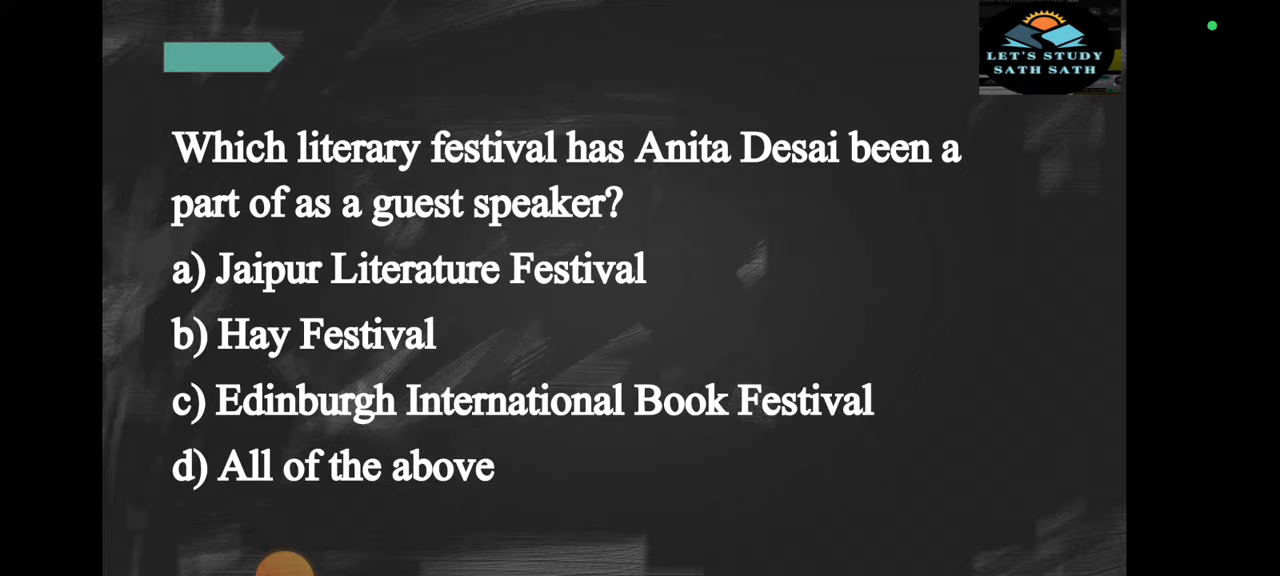 LET'S STUDY
SATH SATH
Which literary festival has Anita Desai been a
part of as a guest speaker?
a) Jaipur Literature Festival
b) Hay Festival
c) Edinburgh International Book Festival
d) All of the above